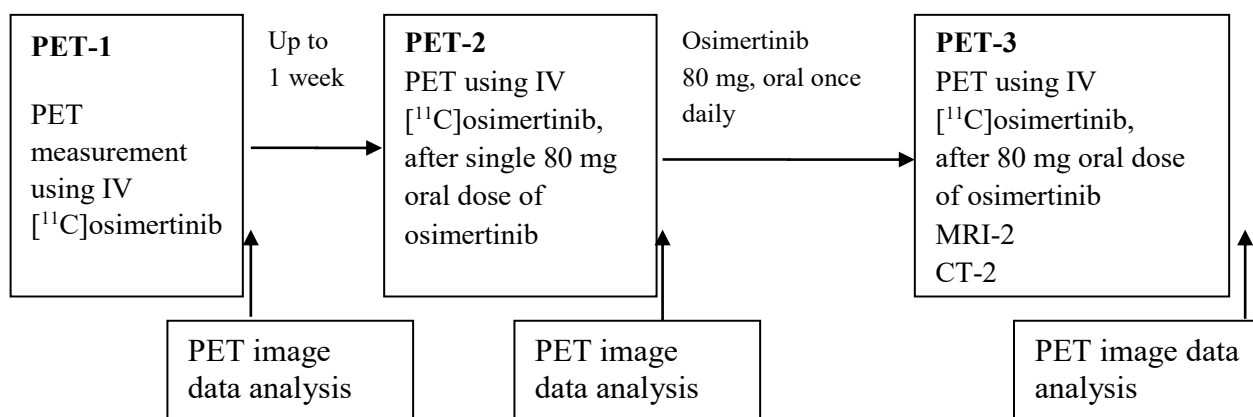 PET-1
PET
measurement
using IV
[¹¹C]osimertinib
Up to
1 week
PET-2
PET using IV
[¹¹C]osimertinib,
after single 80 mg
oral dose of
osimertinib
Osimertinib
80 mg, oral once
daily
PET-3
PET using IV
[¹¹C]osimertinib,
after 80 mg oral dose
of osimertinib
MRI-2
CT-2
PET image
data analysis
PET image
data analysis
PET image data
analysis